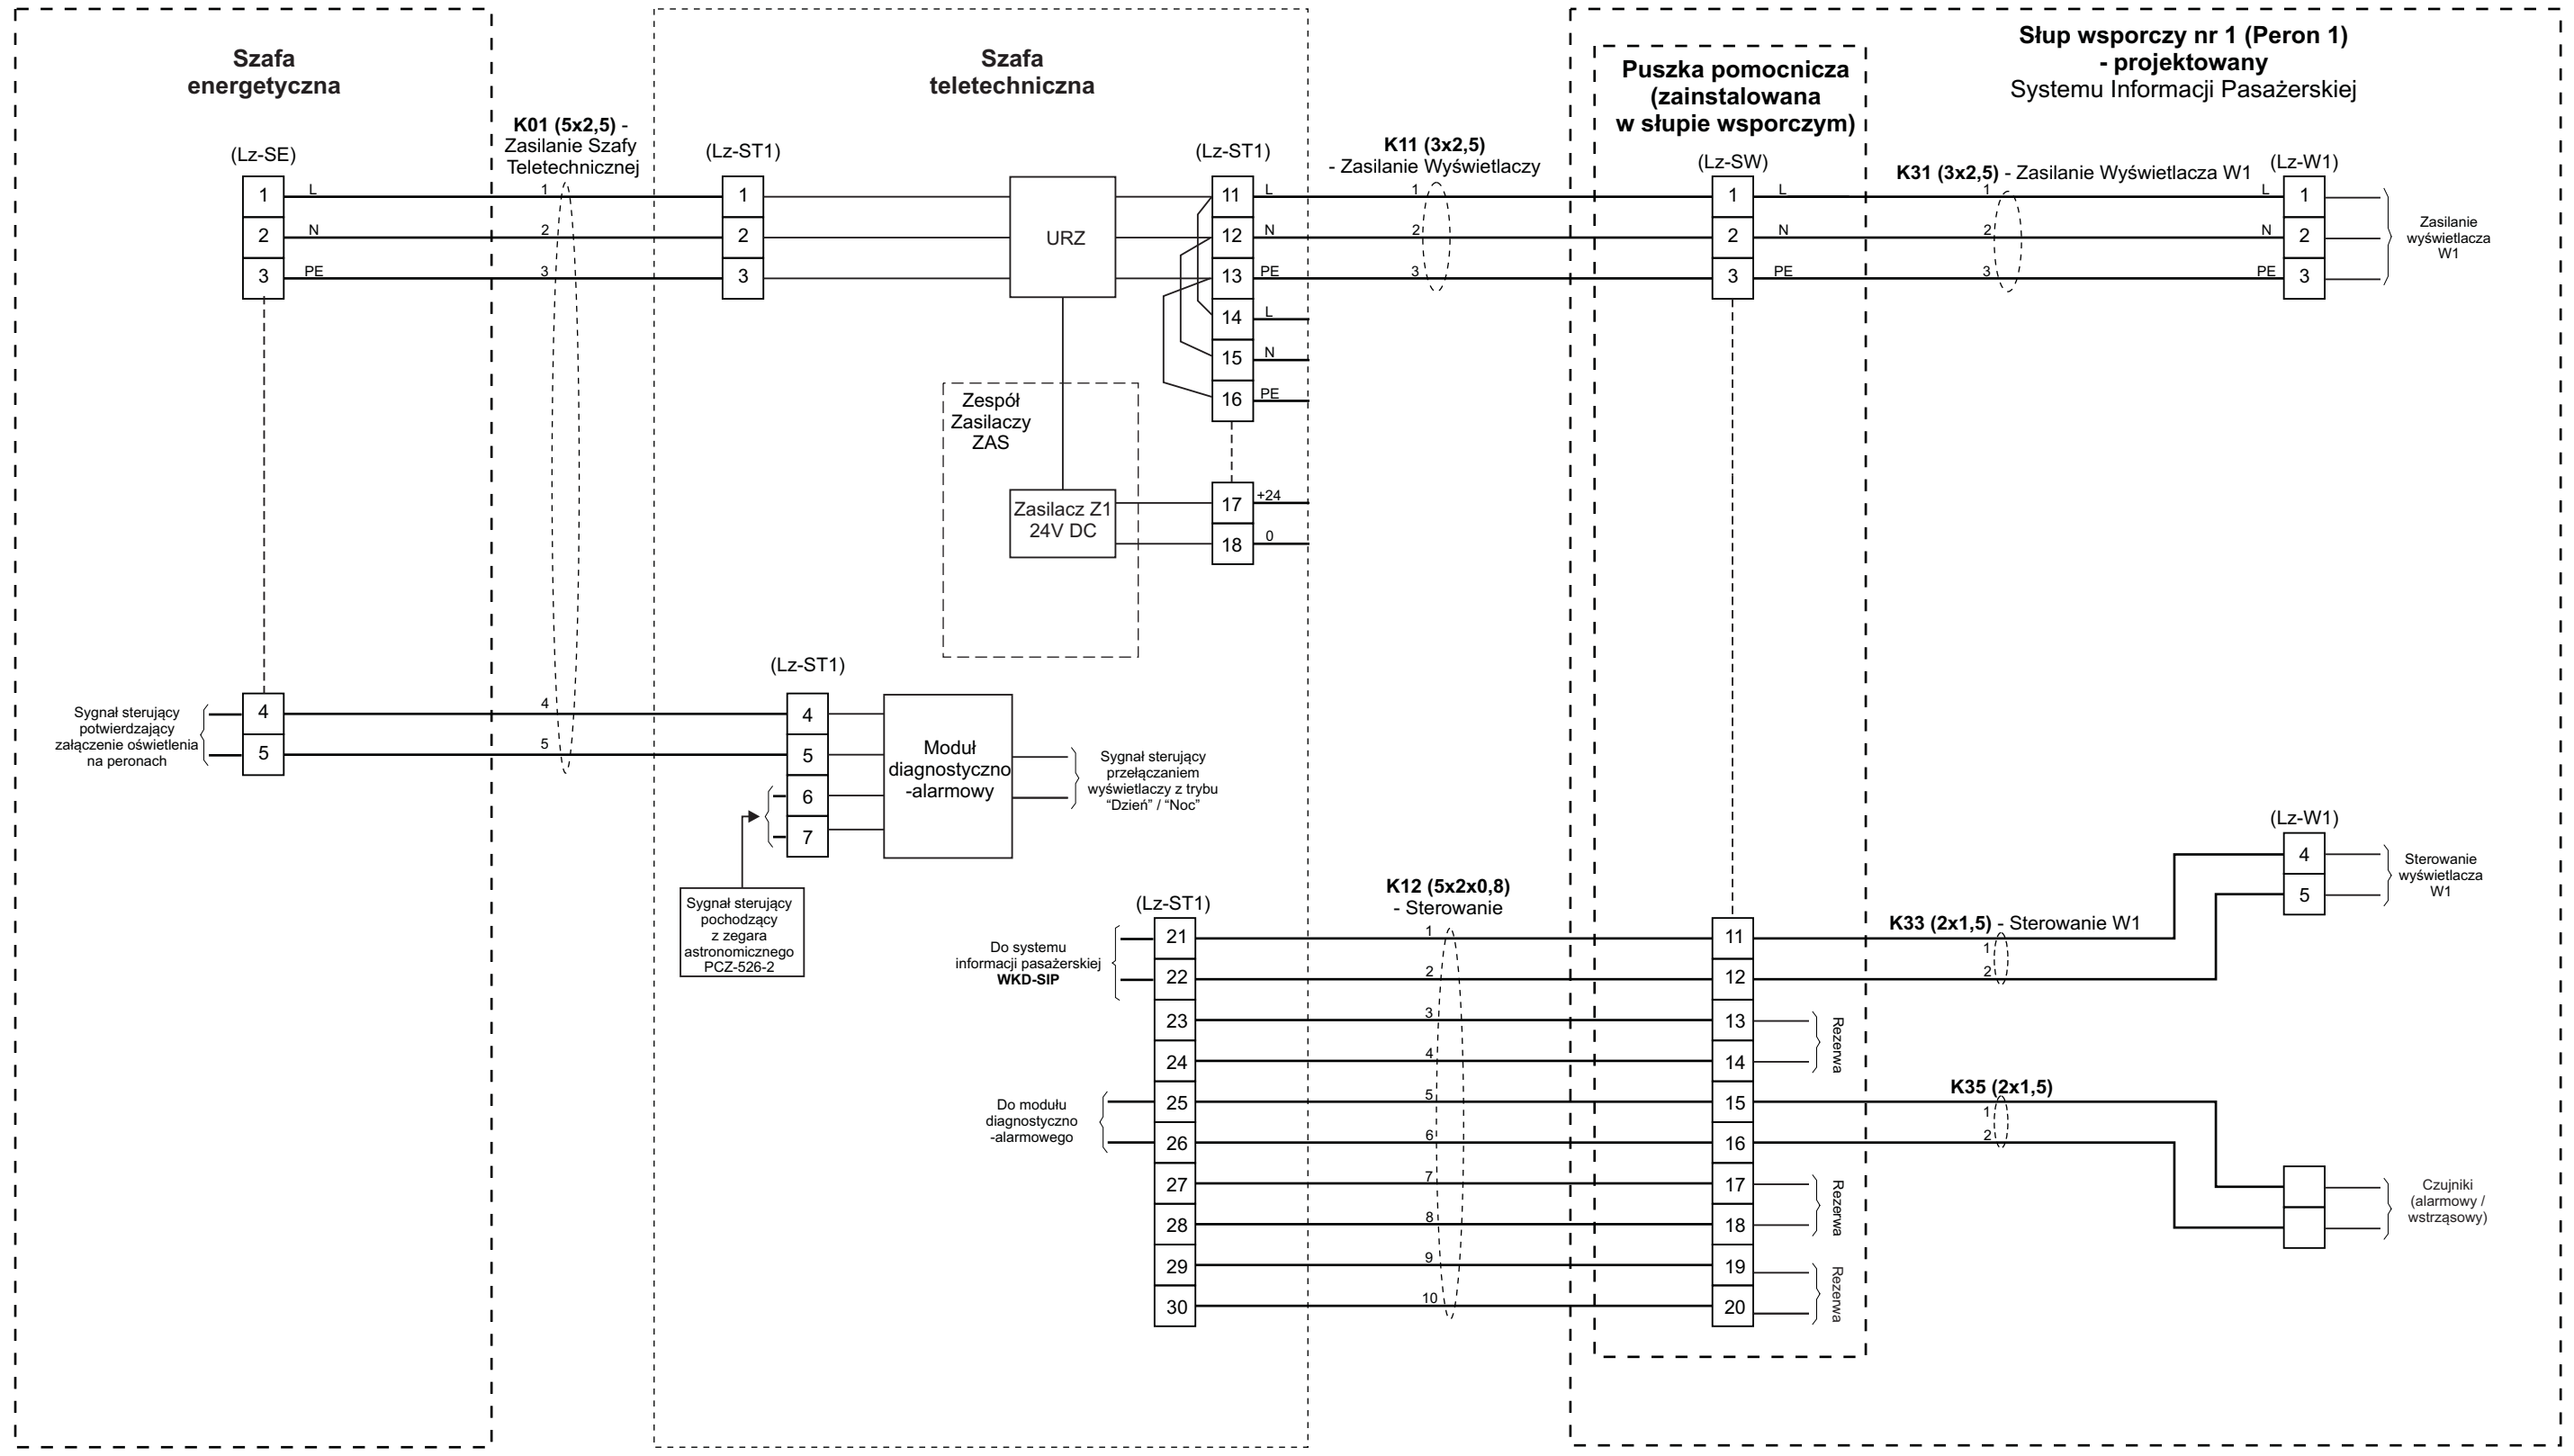 Szafa
energetyczna
(Lz-SE)
1
2
3
L
N
PE
4
5
Sygnał sterujący
potwierdzający
załączenie oświetlenia
na peronach
K01 (5x2,5) -
Zasilanie Szafy
Teletechnicznej
1
2
3
4
5
Szafa
teletechniczna
(Lz-ST1)
1
2
3
URZ
(Lz-ST1)
11
12
13
14
15
16
L
N
PE
L
N
PE
Zespół
Zasilaczy
ZAS
Zasilacz Z1
24V DC
17
18
+24
0
(Lz-ST1)
4
5
6
7
Moduł
diagnostyczno
-alarmowy
Sygnał sterujący
przełączaniem
wyświetlaczy z trybu
“Dzień” / “Noc”
Sygnał sterujący
pochodzący
z zegara
astronomicznego
PCZ-526-2
(Lz-ST1)
21
22
23
24
25
26
27
28
29
30
Do systemu
informacji pasażerskiej
WKD-SIP
Do modułu
diagnostyczno
-alarmowego
K11 (3x2,5)
- Zasilanie Wyświetlaczy
1
2
3
K12 (5x2x0,8)
- Sterowanie
1
2
3
4
5
6
7
8
9
10
Słup wsporczy nr 1 (Peron 1)
- projektowany
Systemu Informacji Pasażerskiej
Puszka pomocnicza
(zainstalowana
w słupie wsporczym)
(Lz-SW)
1
2
3
L
N
PE
11
12
13
14
15
16
17
18
19
20
Rezerwa
Rezerwa
Rezerwa
K31 (3x2,5) - Zasilanie Wyświetlacza W1
1
2
3
L
N
PE
(Lz-W1)
1
2
3
Zasilanie
wyświetlacza
W1
K33 (2x1,5) - Sterowanie W1
1
2
(Lz-W1)
4
5
Sterowanie
wyświetlacza
W1
K35 (2x1,5)
1
2
Czujniki
(alarmowy /
wstrząsowy)